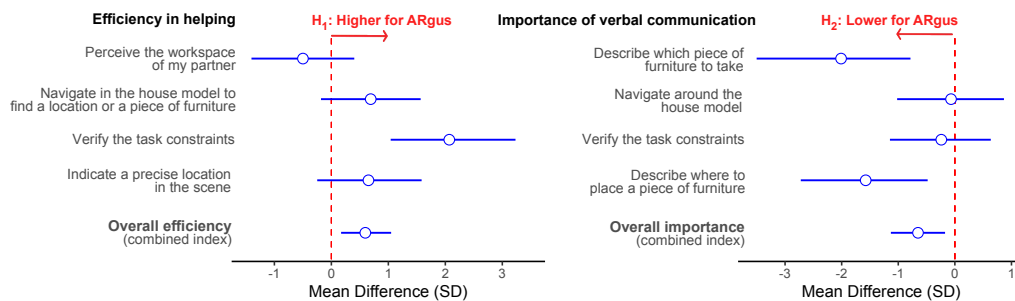 Efficiency in helping
H1: Higher for ARgus
Perceive the workspace
of my partner
Navigate in the house model to
find a location or a piece of furniture
Verify the task constraints
Indicate a precise location
in the scene
Overall efficiency
(combined index)
-1 0 1 2 3
Mean Difference (SD)
Importance of verbal communication
H2: Lower for ARgus
Describe which piece of
furniture to take
Navigate around the
house model
Verify the task constraints
Describe where to
place a piece of furniture
Overall importance
(combined index)
-3 -2 -1 0 1
Mean Difference (SD)